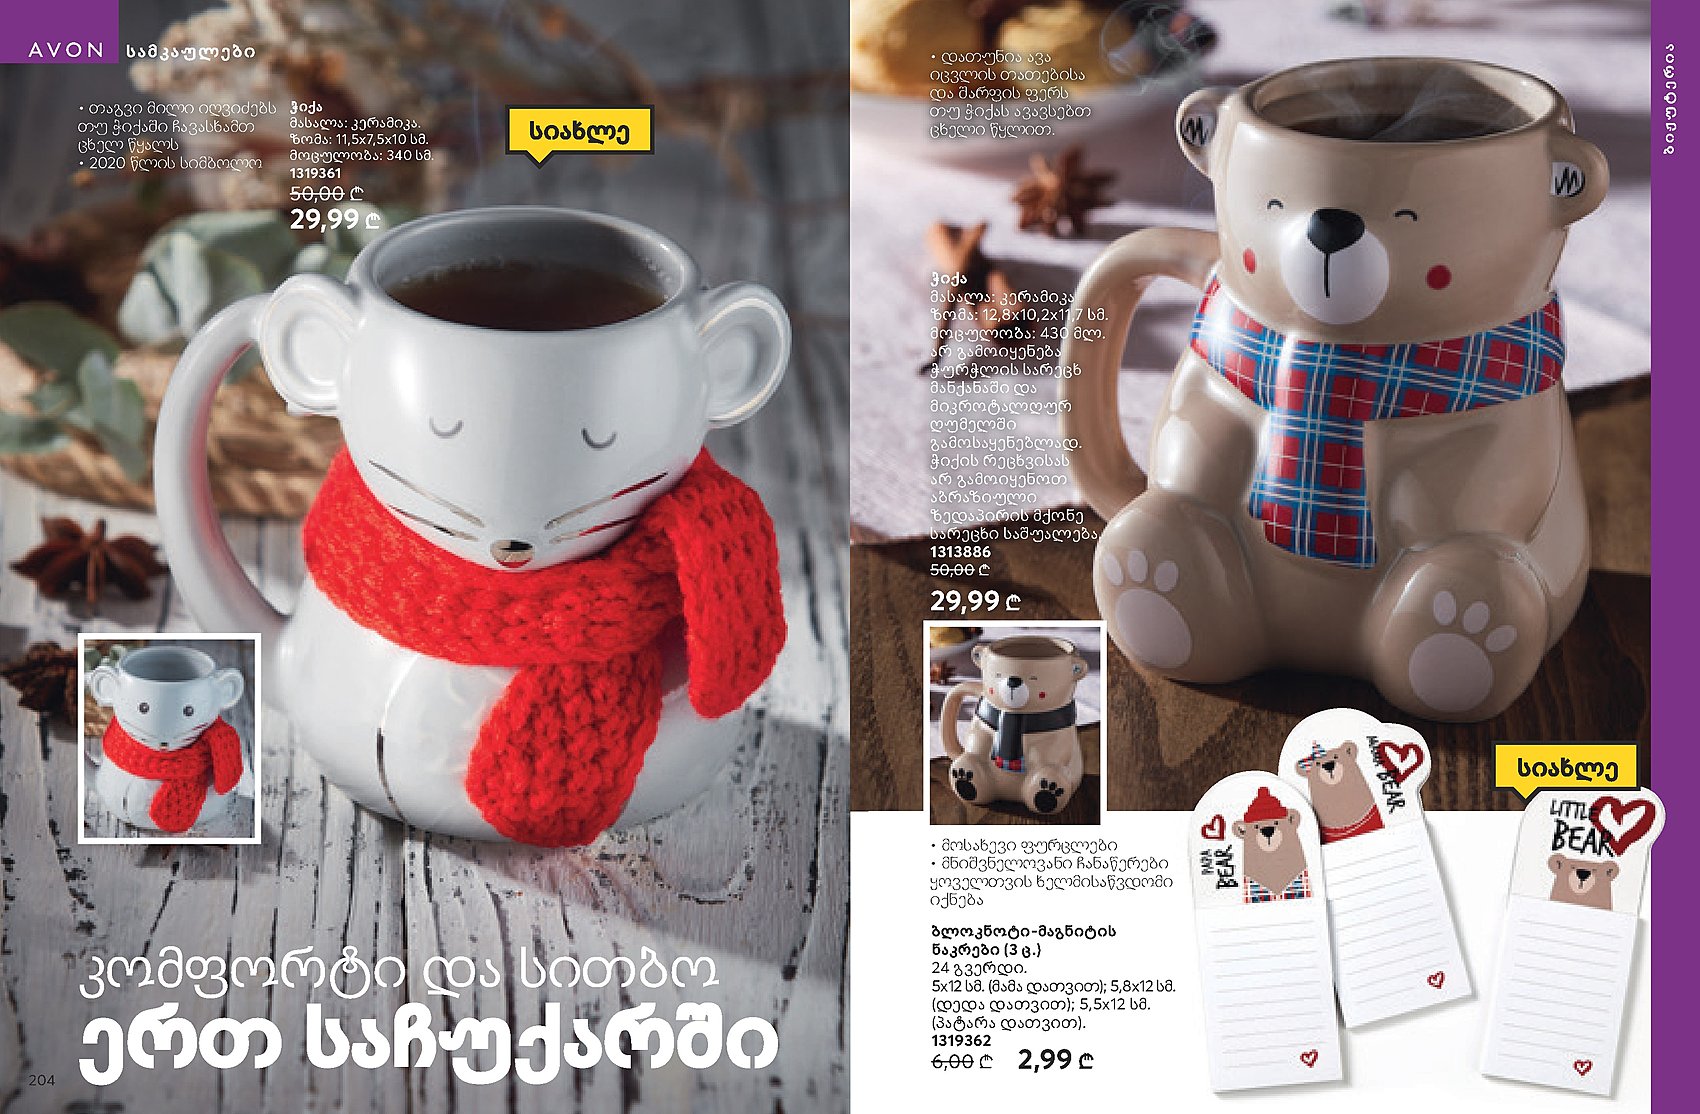 AVON
სამკაულები
• თაგვი მილი იღვიძებს
თუ ჭიქაში ჩავასხამთ
ცხელ წყალს
• 2020 წლის სიმბოლო
ჭიქა
მასალა: კერამიკა.
ზომა: 11,5x7,5x10 სმ.
მოცულობა: 340 სმ.
1319361
50,00 ₾
29,99 ₾
სიახლე
კომფორტი და სითბო
ერთ საჩუქარში
204
• დათუნია ავა
იცვლის თათებისა
და შარფის ფერს
თუ ჭიქას ავავსებთ
ცხელი წყლით.
ჭიქა
მასალა: კერამიკა
ზომა: 12,8x10,2x11,7 სმ.
მოცულობა: 430 მლ.
არ გამოიყენება
ჭურჭლის სარეცხ
მანქანაში და
მიკროტალღურ
ღუმელში
გამოსაყენებლად.
ჭიქის რეცხვისას
არ გამოიყენოთ
აბრაზიული
ზედაპირის მქონე
სარეცხი საშუალება.
1313886
50,00 ₾
29,99 ₾
• მოსახევი ფურცლები
• მნიშვნელოვანი ჩანაწერები
ყოველთვის ხელმისაწვდომი
იქნება
ბლოკნოტი-მაგნიტის
ნაკრები (3 ც.)
24 გვერდი.
5x12 სმ. (მამა დათვით); 5,8x12 სმ.
(დედა დათვით); 5,5x12 სმ.
(პატარა დათვით).
1319362
6,00 ₾ 2,99 ₾
PAPA
BEAR
MAMA
BEAR
სიახლე
LITTLE
BEAR
ბიჟუტერია